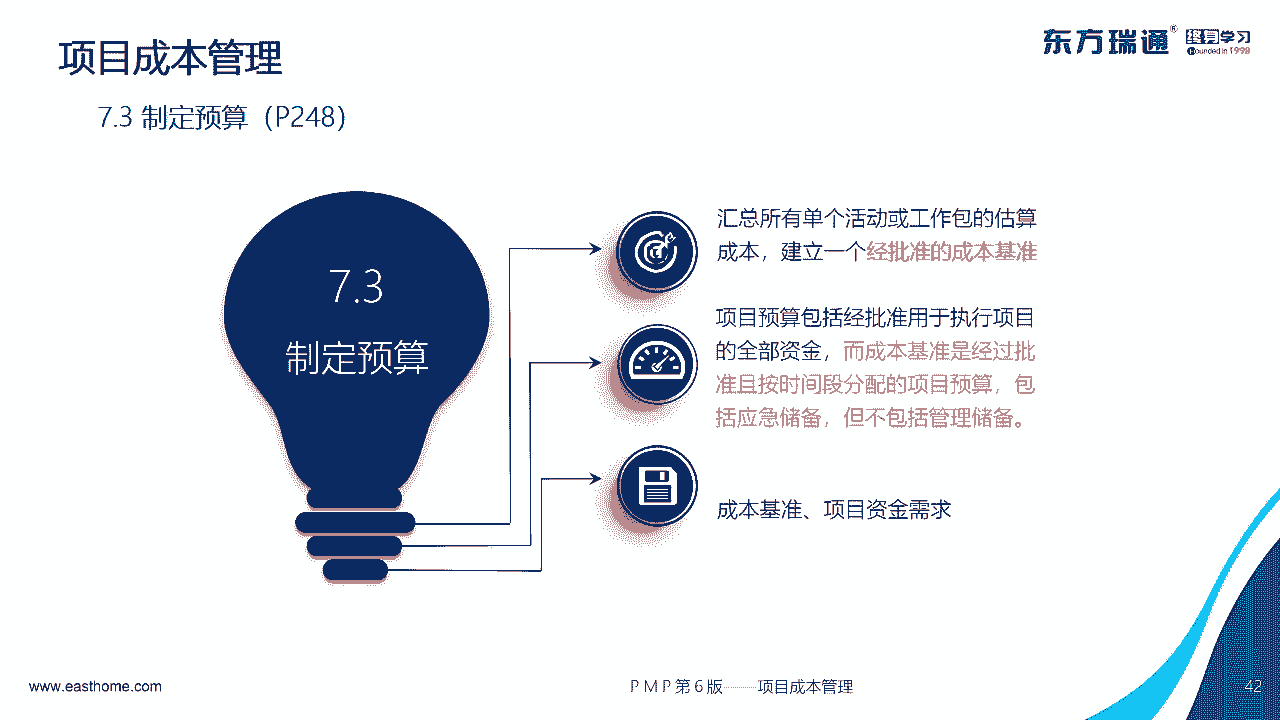 项目成本管理
东方瑞通®
终身学习
Founded in 1998
7.3 制定预算（P248）
7.3
制定预算
汇总所有单个活动或工作包的估算
成本，建立一个经批准的成本基准
项目预算包括经批准用于执行项目
的全部资金，而成本基准是经过批
准且按时间段分配的项目预算，包
括应急储备，但不包括管理储备。
成本基准、项目资金需求
www.easthome.com
PMP第6版———项目成本管理
42